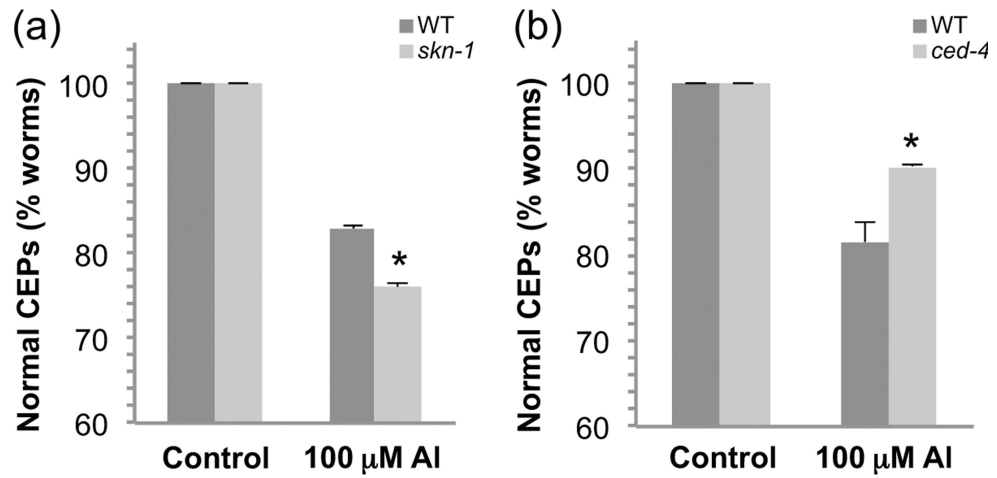 (a)
WT
skn-1
Normal CEPs (% worms)
100
90
80
70
60
*
Control 100 μM Al
(b)
WT
ced-4
Normal CEPs (% worms)
100
90
80
70
60
*
Control 100 μM Al